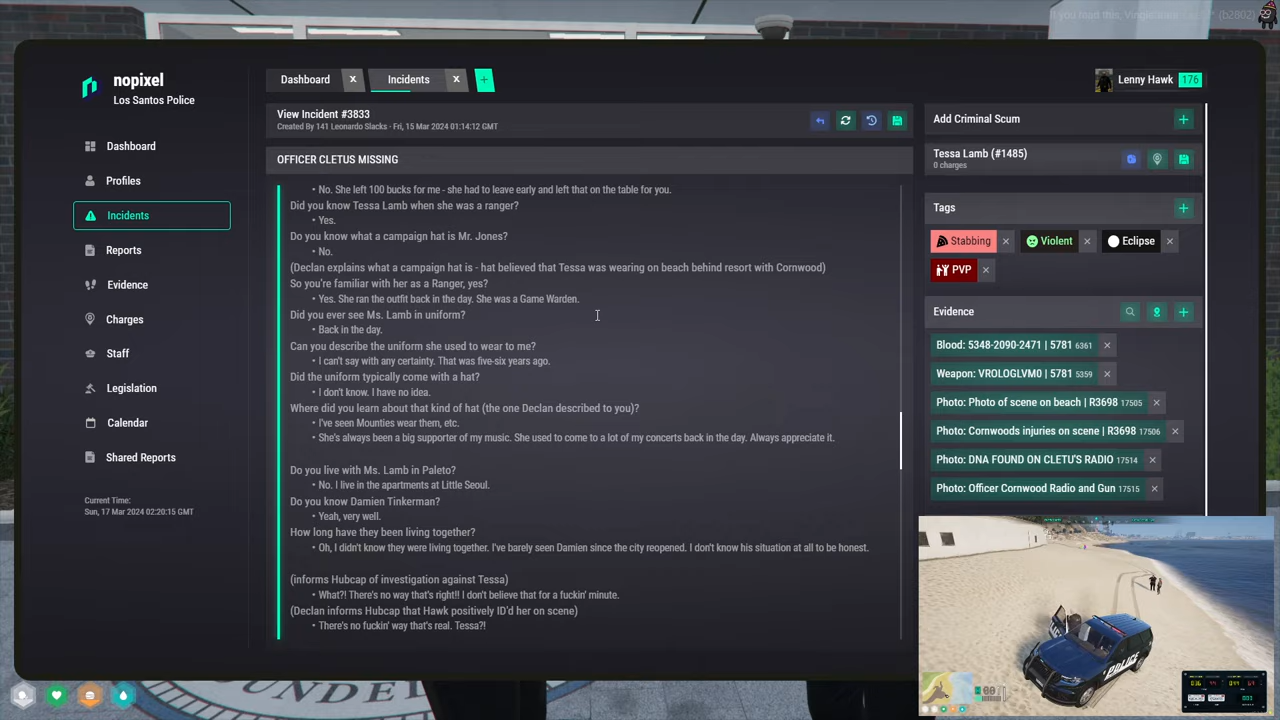 nopixel
Los Santos Police
Dashboard
Profiles
Incidents
Reports
Evidence
Charges
Staff
Legislation
Calendar
Shared Reports
Current Time:
Sun, 17 Mar 2024 02:20:15 GMT
Dashboard x Incidents x +
Lenny Hawk 176
View Incident #3833
Created By 141 Leonardo Slacks - Fri, 15 Mar 2024 01:14:12 GMT
OFFICER CLETUS MISSING
• No. She left 100 bucks for me - she had to leave early and left that on the table for you.
Did you know Tessa Lamb when she was a ranger?
• Yes.
Do you know what a campaign hat is Mr. Jones?
• No.
(Declan explains what a campaign hat is - hat believed that Tessa was wearing on beach behind resort with Cornwood)
So you're familiar with her as a Ranger, yes?
• Yes. She ran the outfit back in the day. She was a Game Warden.
Did you ever see Ms. Lamb in uniform?
• Back in the day.
Can you describe the uniform she used to wear to me?
• I can't say with any certainty. That was five-six years ago.
Did the uniform typically come with a hat?
• I don't know. I have no idea.
Where did you learn about that kind of hat (the one Declan described to you)?
• I've seen Mounties wear them, etc.
• She's always been a big supporter of my music. She used to come to a lot of my concerts back in the day. Always appreciate it.
Do you live with Ms. Lamb in Paleto?
• No. I live in the apartments at Little Seoul.
Do you know Damien Tinkerman?
• Yeah, very well.
How long have they been living together?
• Oh, I didn't know they were living together. I've barely seen Damien since the city reopened. I don't know his situation at all to be honest.
(informs Hubcap of investigation against Tessa)
• What?! There's no way that's right!! I don't believe that for a fuckin' minute.
(Declan informs Hubcap that Hawk positively ID'd her on scene)
• There's no fuckin' way that's real. Tessa?!
Add Criminal Scum +
Tessa Lamb (#1485)
0 charges
Tags +
Stabbing x Violent x Eclipse x
PVP x
Evidence +
Blood: 5348-2090-2471 | 5781 6361 x
Weapon: VROLOGLVM0 | 5781 5359 x
Photo: Photo of scene on beach | R3698 17505 x
Photo: Cornwoods injuries on scene | R3698 17506 x
Photo: DNA FOUND ON CLETU'S RADIO 17514 x
Photo: Officer Cornwood Radio and Gun 17515 x
POLICE